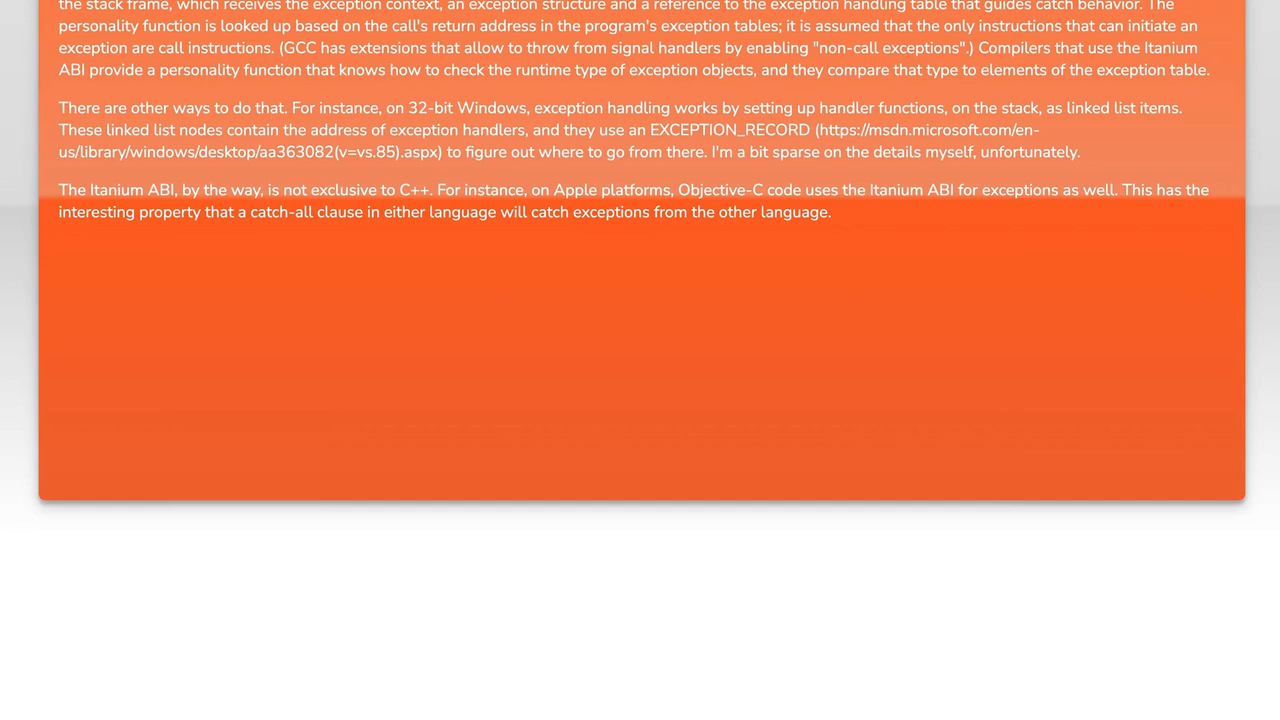 the stack frame, which receives the exception context, an exception structure and a reference to the exception handling table that guides catch behavior. The
personality function is looked up based on the call's return address in the program's exception tables; it is assumed that the only instructions that can initiate an
exception are call instructions. (GCC has extensions that allow to throw from signal handlers by enabling "non-call exceptions".) Compilers that use the Itanium
ABI provide a personality function that knows how to check the runtime type of exception objects, and they compare that type to elements of the exception table.
There are other ways to do that. For instance, on 32-bit Windows, exception handling works by setting up handler functions, on the stack, as linked list items.
These linked list nodes contain the address of exception handlers, and they use an EXCEPTION_RECORD (https://msdn.microsoft.com/en-
us/library/windows/desktop/aa363082(v=vs.85).aspx) to figure out where to go from there. I'm a bit sparse on the details myself, unfortunately.
The Itanium ABI, by the way, is not exclusive to C++. For instance, on Apple platforms, Objective-C code uses the Itanium ABI for exceptions as well. This has the
interesting property that a catch-all clause in either language will catch exceptions from the other language.